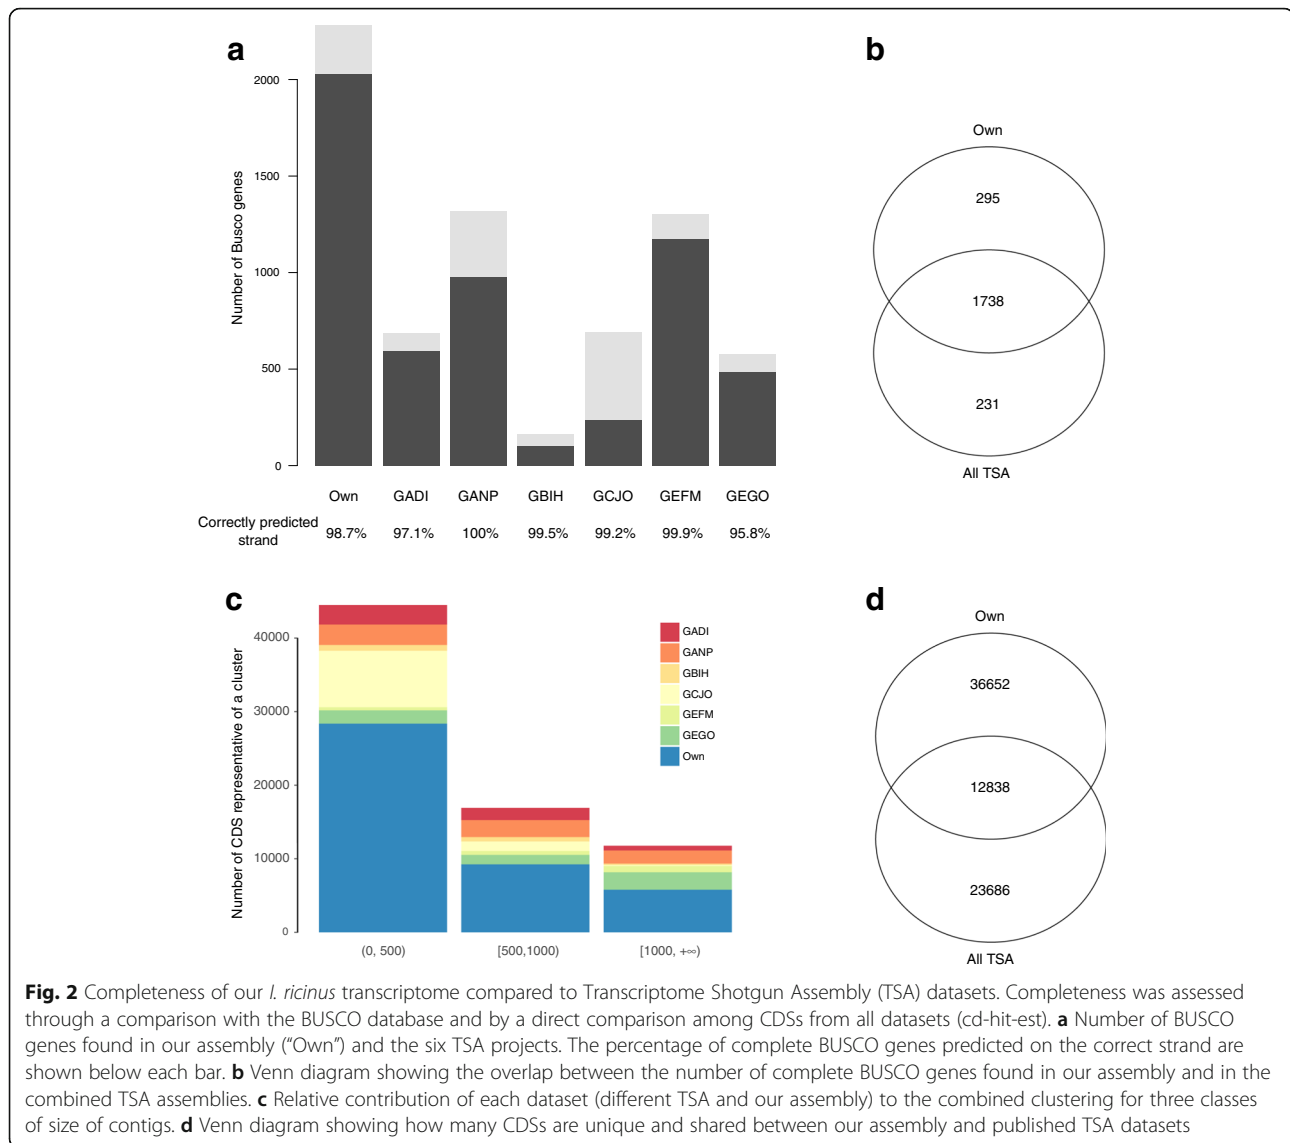 a
Number of Busco genes
2000
1500
1000
500
0
Own GADI GANP GBIH GCJO GEFM GEGO
Correctly predicted
strand
98.7% 97.1% 100% 99.5% 99.2% 99.9% 95.8%
b
Own
295
1738
231
All TSA
c
Number of CDS representative of a cluster
40000
30000
20000
10000
0
(0, 500) [500,1000) [1000, +∞)
GADI
GANP
GBIH
GCJO
GEFM
GEGO
Own
d
Own
36652
12838
23686
All TSA
Fig. 2 Completeness of our I. ricinus transcriptome compared to Transcriptome Shotgun Assembly (TSA) datasets. Completeness was assessed
through a comparison with the BUSCO database and by a direct comparison among CDSs from all datasets (cd-hit-est). a Number of BUSCO
genes found in our assembly (“Own”) and the six TSA projects. The percentage of complete BUSCO genes predicted on the correct strand are
shown below each bar. b Venn diagram showing the overlap between the number of complete BUSCO genes found in our assembly and in the
combined TSA assemblies. c Relative contribution of each dataset (different TSA and our assembly) to the combined clustering for three classes
of size of contigs. d Venn diagram showing how many CDSs are unique and shared between our assembly and published TSA datasets